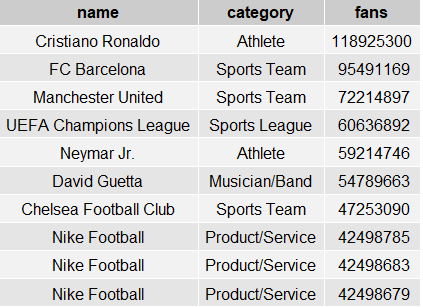 name category fans
Cristiano Ronaldo Athlete 118925300
FC Barcelona Sports Team 95491169
Manchester United Sports Team 72214897
UEFA Champions League Sports League 60636892
Neymar Jr. Athlete 59214746
David Guetta Musician/Band 54789663
Chelsea Football Club Sports Team 47253090
Nike Football Product/Service 42498785
Nike Football Product/Service 42498683
Nike Football Product/Service 42498679